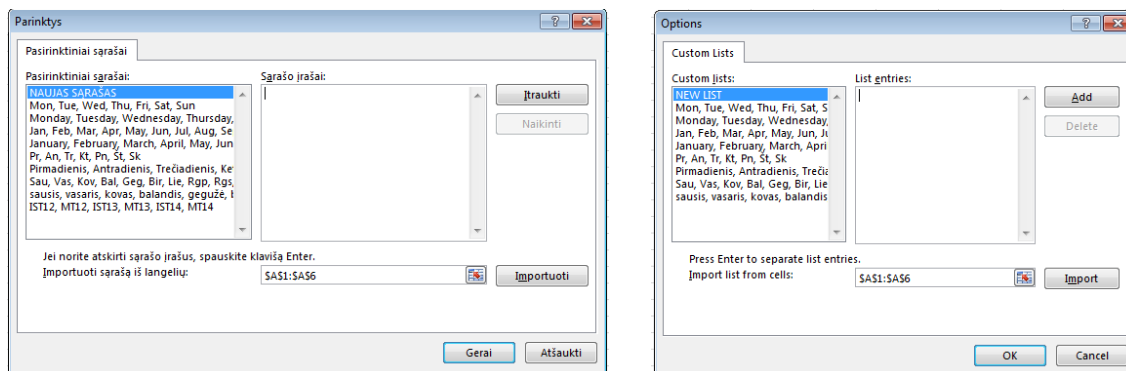 Parinktys
Pasirinktiniai sąrašai
Pasirinktiniai sąrašai:
Sąrašo įrašai:
NAUJAS SĄRAŠAS
Mon, Tue, Wed, Thu, Fri, Sat, Sun
Monday, Tuesday, Wednesday, Thursday,
Jan, Feb, Mar, Apr, May, Jun, Jul, Aug, Se
January, February, March, April, May, Jun
Pr, An, Tr, Kt, Pn, Št, Sk
Pirmadienis, Antradienis, Trečiadienis, Ke
Sau, Vas, Kov, Bal, Geg, Bir, Lie, Rgp, Rgs,
sausis, vasaris, kovas, balandis, gegužė, b
IST12, MT12, IST13, MT13, IST14, MT14
Įtraukti
Naikinti
Jei norite atskirti sąrašo įrašus, spauskite klavišą Enter.
Importuoti sąrašą iš langelių:
$A$1:$A$6
Importuoti
Gerai
Atšaukti
Options
Custom Lists
Custom lists:
List entries:
NEW LIST
Mon, Tue, Wed, Thu, Fri, Sat, S
Monday, Tuesday, Wednesday,
Jan, Feb, Mar, Apr, May, Jun, Ju
January, February, March, Apri
Pr, An, Tr, Kt, Pn, Št, Sk
Pirmadienis, Antradienis, Trečia
Sau, Vas, Kov, Bal, Geg, Bir, Lie
sausis, vasaris, kovas, balandis
Add
Delete
Press Enter to separate list entries.
Import list from cells:
$A$1:$A$6
Import
OK
Cancel